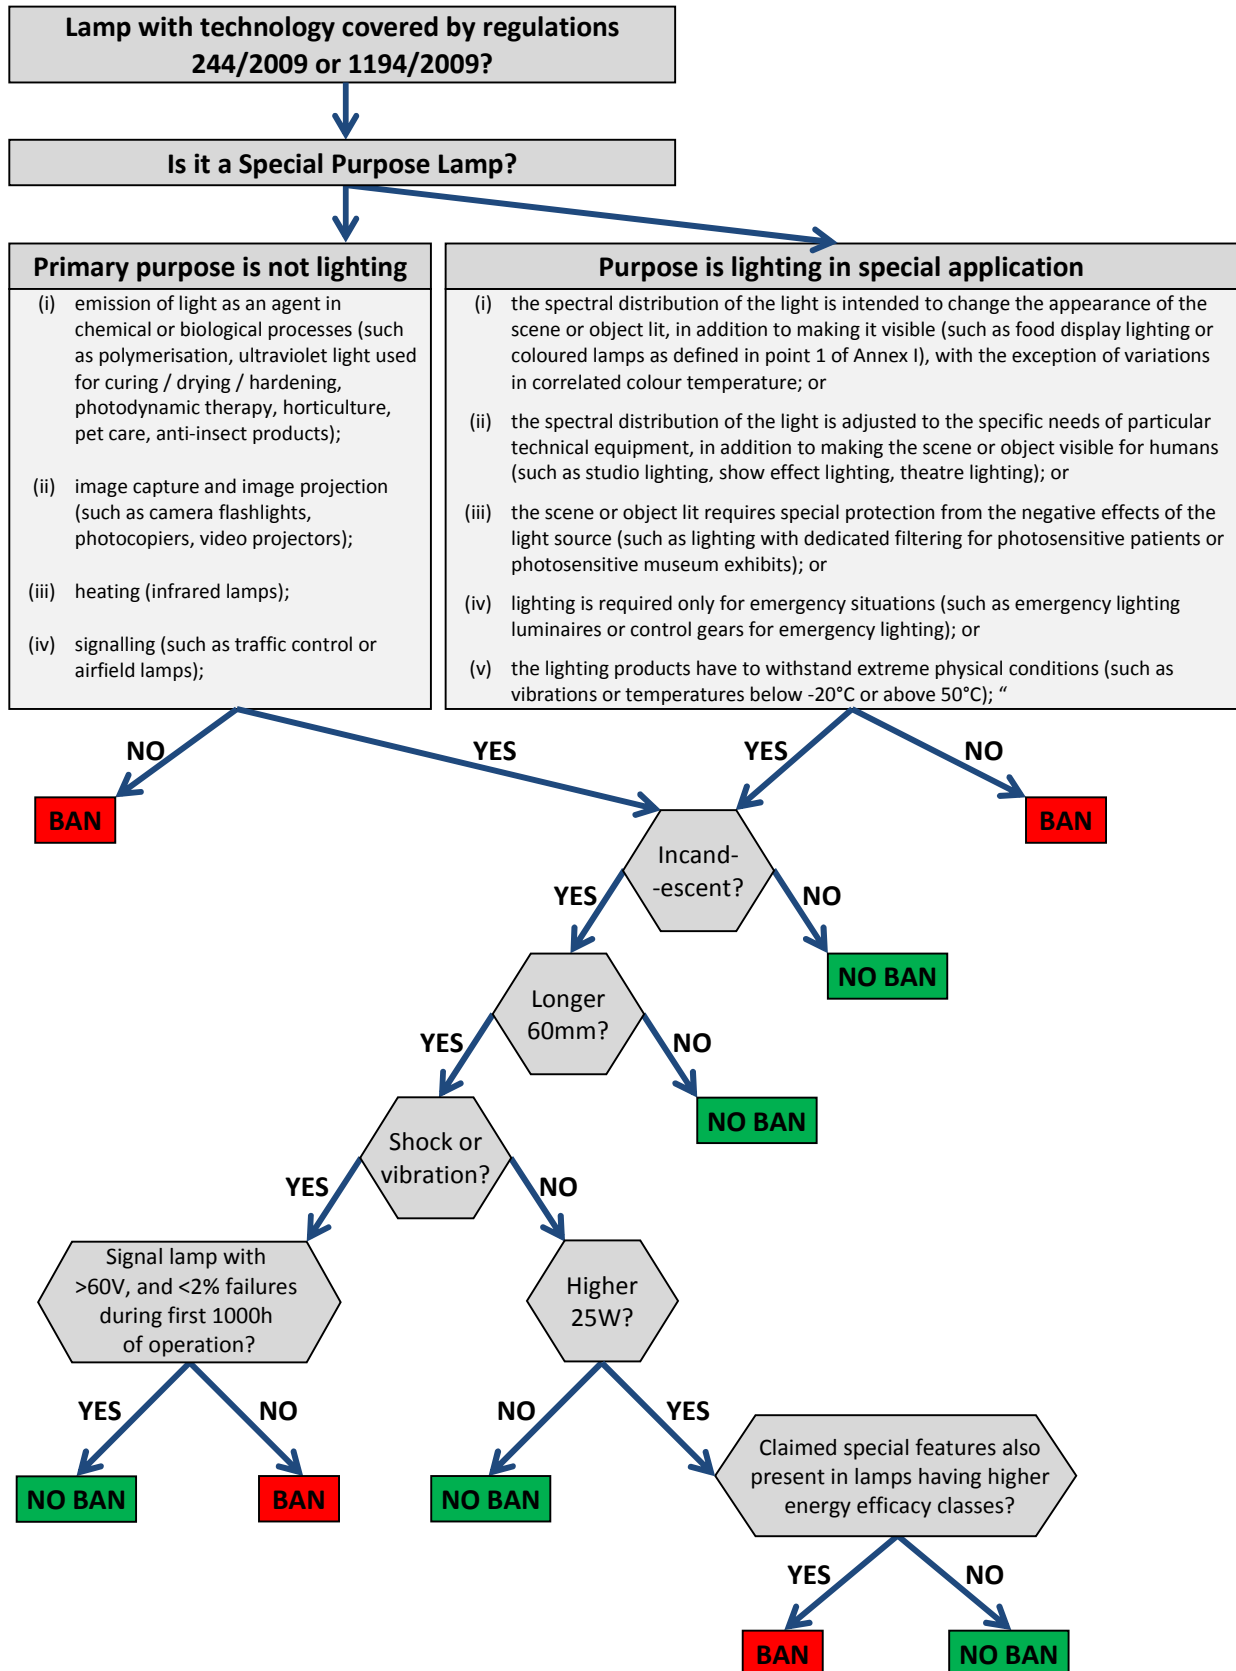 Lamp with technology covered by regulations
244/2009 or 1194/2009?
Is it a Special Purpose Lamp?
Primary purpose is not lighting
(i) emission of light as an agent in
chemical or biological processes (such
as polymerisation, ultraviolet light used
for curing / drying / hardening,
photodynamic therapy, horticulture,
pet care, anti-insect products);
(ii) image capture and image projection
(such as camera flashlights,
photocopiers, video projectors);
(iii) heating (infrared lamps);
(iv) signalling (such as traffic control or
airfield lamps);
Purpose is lighting in special application
(i) the spectral distribution of the light is intended to change the appearance of the
scene or object lit, in addition to making it visible (such as food display lighting or
coloured lamps as defined in point 1 of Annex I), with the exception of variations
in correlated colour temperature; or
(ii) the spectral distribution of the light is adjusted to the specific needs of particular
technical equipment, in addition to making the scene or object visible for humans
(such as studio lighting, show effect lighting, theatre lighting); or
(iii) the scene or object lit requires special protection from the negative effects of the
light source (such as lighting with dedicated filtering for photosensitive patients or
photosensitive museum exhibits); or
(iv) lighting is required only for emergency situations (such as emergency lighting
luminaires or control gears for emergency lighting); or
(v) the lighting products have to withstand extreme physical conditions (such as
vibrations or temperatures below -20°C or above 50°C); “
NO
YES
YES
NO
BAN
BAN
Incand-
-escent?
YES
NO
NO BAN
Longer
60mm?
YES
NO
NO BAN
Shock or
vibration?
YES
NO
Signal lamp with
>60V, and <2% failures
during first 1000h
of operation?
Higher
25W?
YES
NO
NO
YES
NO BAN
BAN
NO BAN
Claimed special features also
present in lamps having higher
energy efficacy classes?
YES
NO
BAN
NO BAN